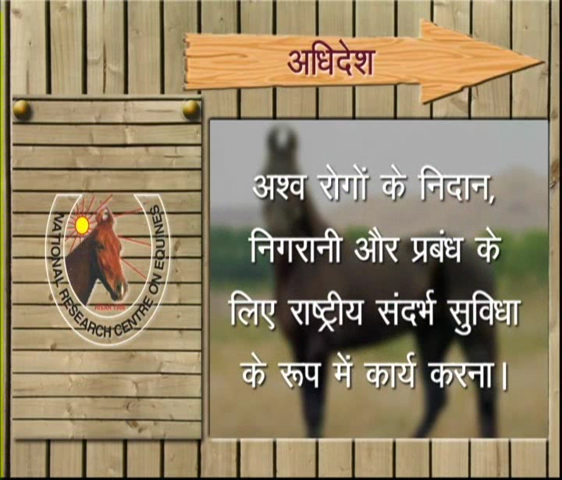 अधिदेश
NATIONAL RESEARCH CENTRE ON EQUINES
अश्व रोगों के निदान,
निगरानी और प्रबंध के
लिए राष्ट्रीय संदर्भ सुविधा
के रूप में कार्य करना।